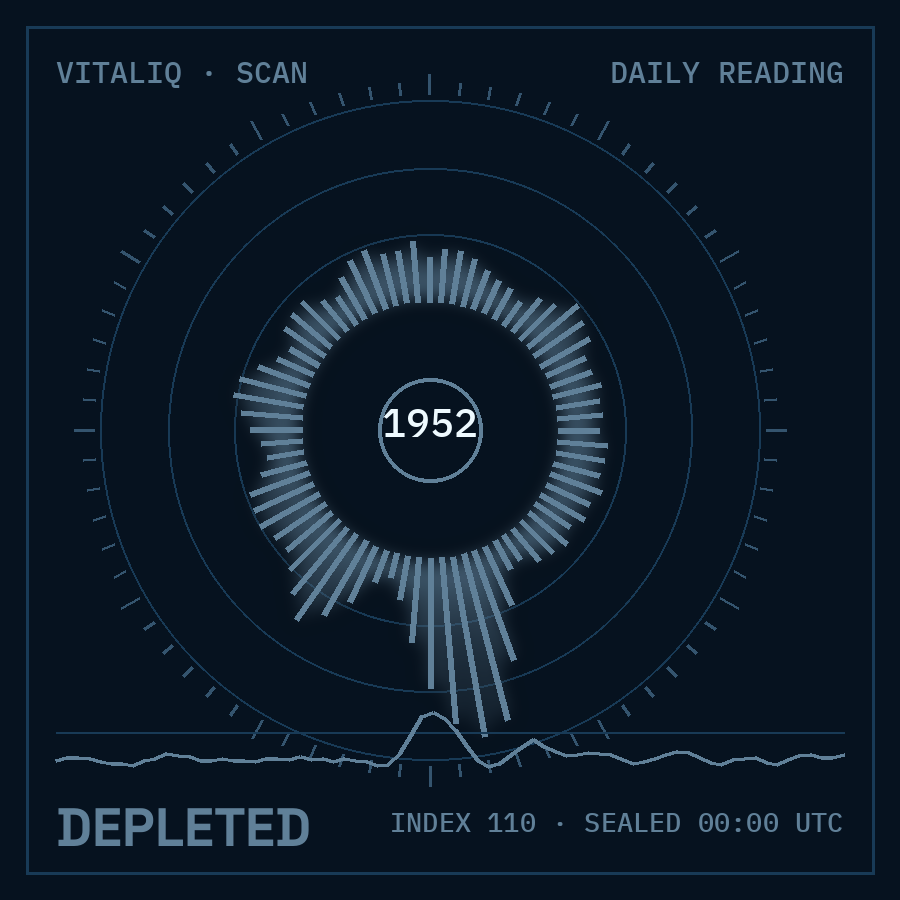 VITALIQ · SCAN
DAILY READING
1952
DEPLETED
INDEX 110 · SEALED 00:00 UTC